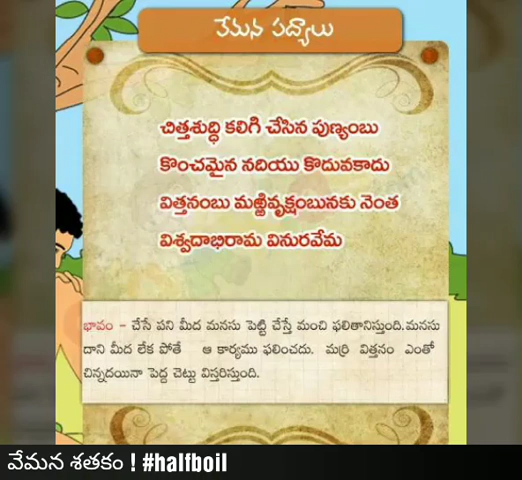 వేమన పద్యాలు
చిత్తశుద్ధి కలిగి చేసిన పుణ్యంబు
కొంచమైన నదియు కొదువకాదు
విత్తనంబు మఱ్ఱివృక్షంబునకు నెంత
విశ్వదాభిరామ వినురవేమ
భావం - చేసే పని మీద మనసు పెట్టి చేస్తే మంచి ఫలితానిస్తుంది.మనసు
దాని మీద లేక పోతే ఆ కార్యము ఫలించదు. మర్రి విత్తనం ఎంతో
చిన్నదయినా పెద్ద చెట్టు విస్తరిస్తుంది.
వేమన శతకం ! #halfboil